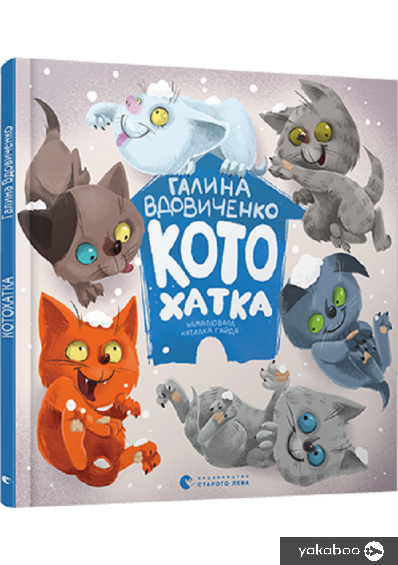 Галина Вдовиченко
КОТОХАТКА
ГАЛИНА
ВДОВИЧЕНКО
КОТО
ХАТКА
НАМАЛЮВАЛА
НАТАЛКА ГАЙДА
ВИДАВНИЦТВО
СТАРОГО ЛЕВА
yakaboo